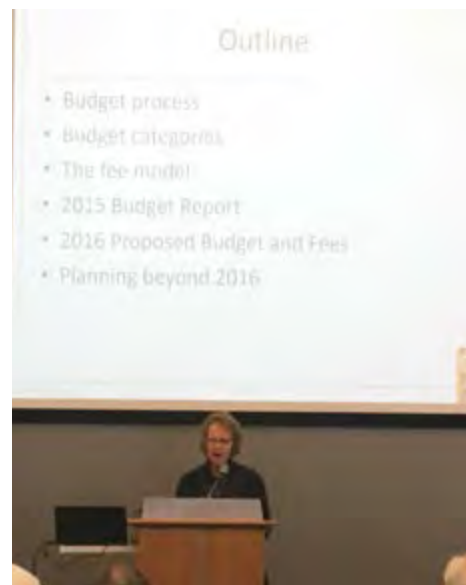 Outline
• Budget process
• Budget categories
• The fee model
• 2015 Budget Report
• 2016 Proposed Budget and Fees
• Planning beyond 2016